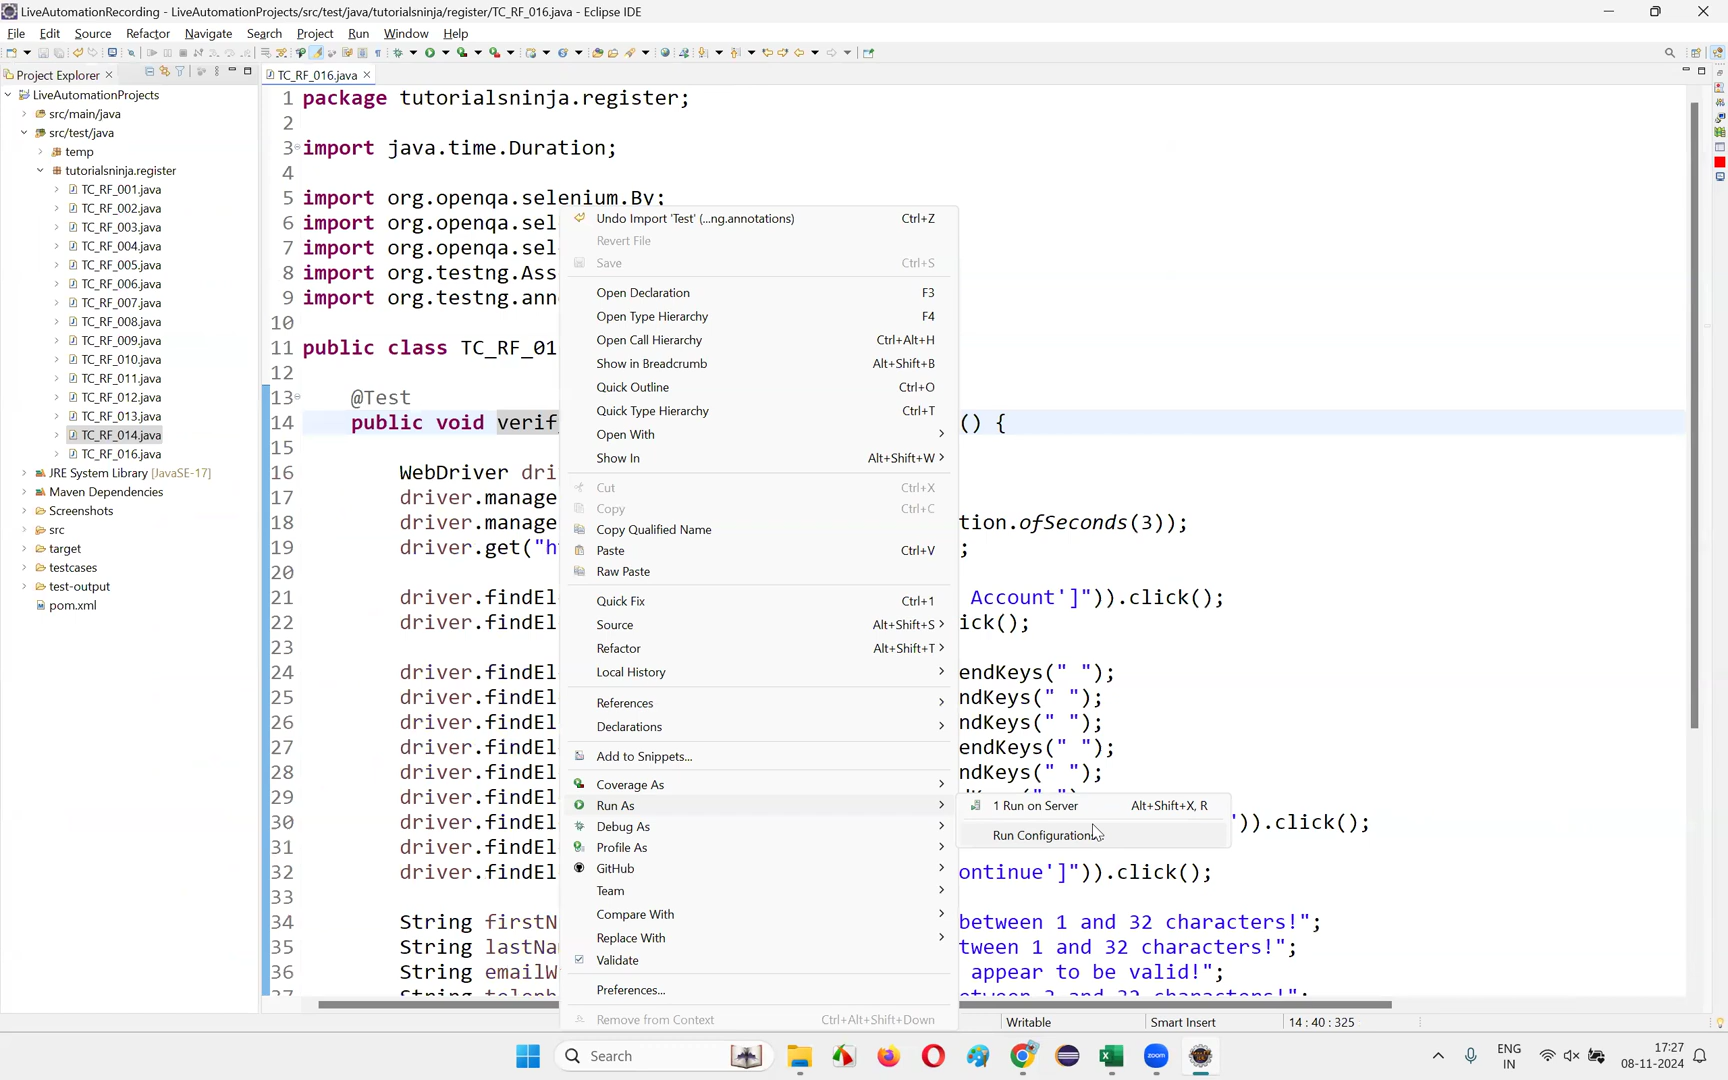 LiveAutomationRecording - LiveAutomationProjects/src/test/java/tutorialsninja/register/TC_RF_016.java - Eclipse IDE
File Edit Source Refactor Navigate Search Project Run Window Help
Project Explorer
TC_RF_016.java
LiveAutomationProjects
src/main/java
src/test/java
temp
tutorialsninja.register
TC_RF_001.java
TC_RF_002.java
TC_RF_003.java
TC_RF_004.java
TC_RF_005.java
TC_RF_006.java
TC_RF_007.java
TC_RF_008.java
TC_RF_009.java
TC_RF_010.java
TC_RF_011.java
TC_RF_012.java
TC_RF_013.java
TC_RF_014.java
TC_RF_016.java
JRE System Library [JavaSE-17]
Maven Dependencies
Screenshots
src
target
testcases
test-output
pom.xml
1 package tutorialsninja.register;
2
3 import java.time.Duration;
4
5 import org.openqa.selenium.By;
6 import org.openqa.sel
7 import org.openqa.sel
8 import org.testng.Ass
9 import org.testng.ann
10
11 public class TC_RF_01
12
13 @Test
14 public void verif () {
15
16 WebDriver dri
17 driver.manage
18 driver.manage tion.ofSeconds(3));
19 driver.get("h ;
20
21 driver.findEl Account']")).click();
22 driver.findEl ick();
23
24 driver.findEl endKeys(" ");
25 driver.findEl ndKeys(" ");
26 driver.findEl ndKeys(" ");
27 driver.findEl endKeys(" ");
28 driver.findEl ndKeys(" ");
29 driver.findEl
30 driver.findEl ')).click();
31 driver.findEl
32 driver.findEl ontinue']")).click();
33
34 String firstN between 1 and 32 characters!";
35 String lastNa tween 1 and 32 characters!";
36 String emailW appear to be valid!";
37 String telep etween 3 and 32 characters!";
Undo Import 'Test' (...ng.annotations) Ctrl+Z
Revert File
Save Ctrl+S
Open Declaration F3
Open Type Hierarchy F4
Open Call Hierarchy Ctrl+Alt+H
Show in Breadcrumb Alt+Shift+B
Quick Outline Ctrl+O
Quick Type Hierarchy Ctrl+T
Open With
Show In Alt+Shift+W
Cut Ctrl+X
Copy Ctrl+C
Copy Qualified Name
Paste Ctrl+V
Raw Paste
Quick Fix Ctrl+1
Source Alt+Shift+S
Refactor Alt+Shift+T
Local History
References
Declarations
Add to Snippets...
Coverage As
Run As
Debug As
Profile As
GitHub
Team
Compare With
Replace With
Validate
Preferences...
Remove from Context Ctrl+Alt+Shift+Down
1 Run on Server Alt+Shift+X, R
Run Configurations
Writable Smart Insert 14 : 40 : 325
Search
ENG
IN
17:27
08-11-2024